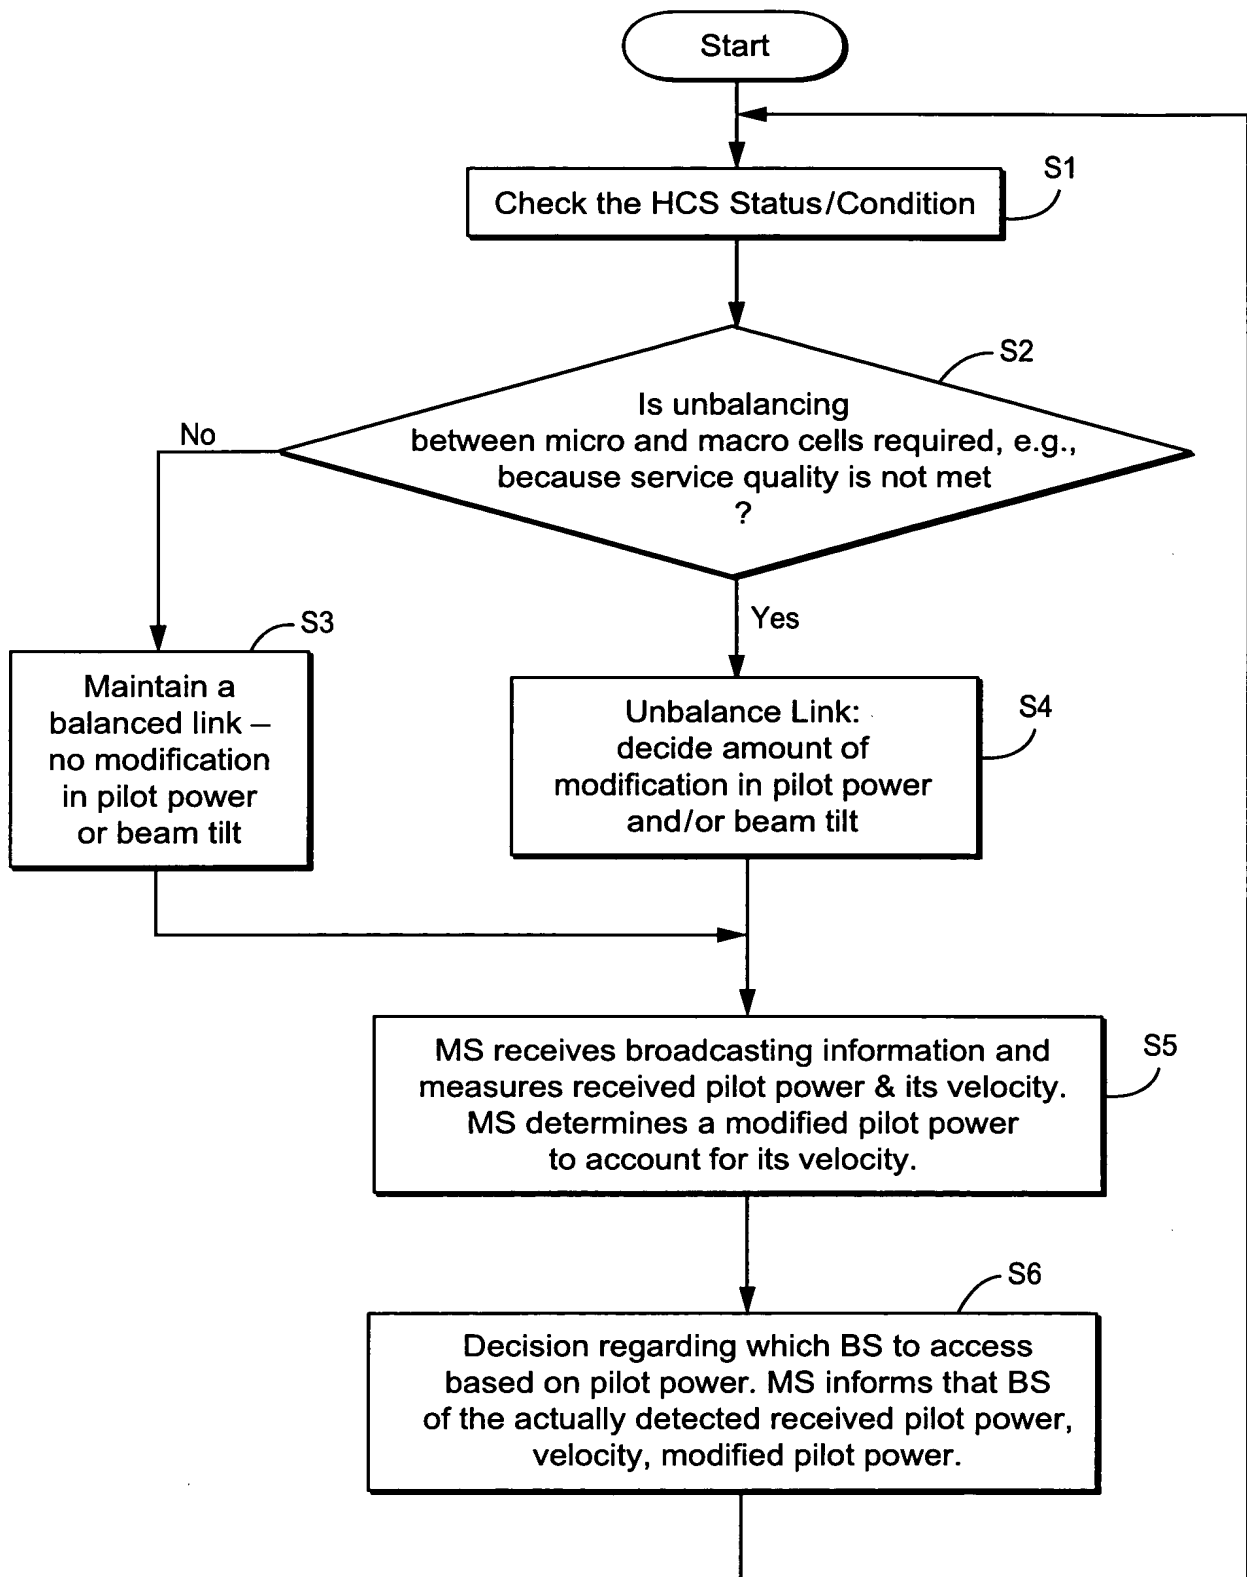 Start
S1
Check the HCS Status/Condition
S2
Is unbalancing
between micro and macro cells required, e.g.,
because service quality is not met
?
No
Yes
S3
Maintain a
balanced link –
no modification
in pilot power
or beam tilt
S4
Unbalance Link:
decide amount of
modification in pilot power
and/or beam tilt
S5
MS receives broadcasting information and
measures received pilot power & its velocity.
MS determines a modified pilot power
to account for its velocity.
S6
Decision regarding which BS to access
based on pilot power. MS informs that BS
of the actually detected received pilot power,
velocity, modified pilot power.